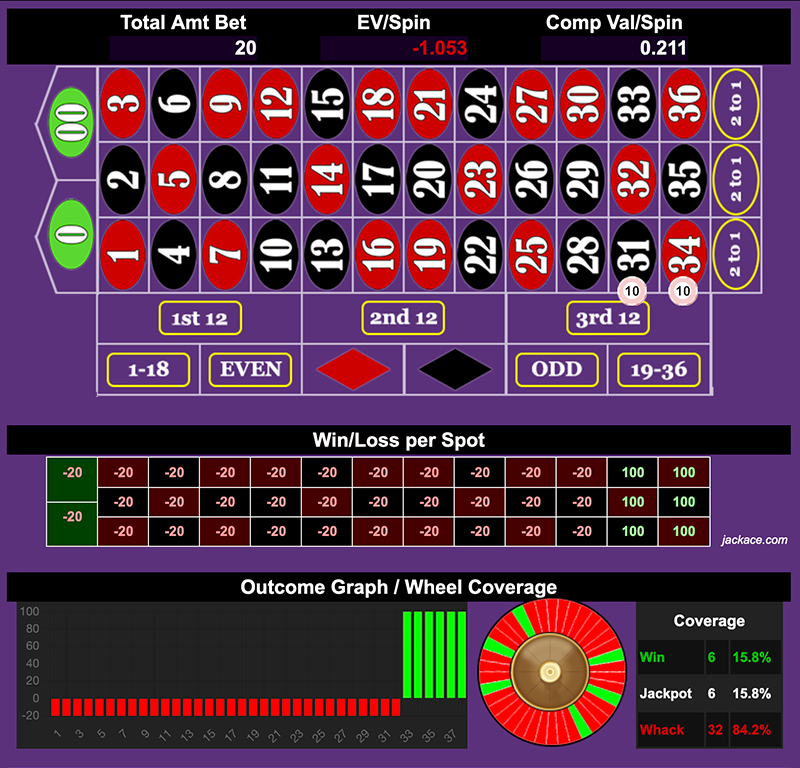 Total Amt Bet EV/Spin Comp Val/Spin
20 -1.053 0.211
00 3 6 9 12 15 18 21 24 27 30 33 36 2 to 1
2 5 8 11 14 17 20 23 26 29 32 35 2 to 1
0 1 4 7 10 13 16 19 22 25 28 31 34 2 to 1
10 10
1st 12 2nd 12 3rd 12
1-18 EVEN ODD 19-36
Win/Loss per Spot
-20 -20 -20 -20 -20 -20 -20 -20 -20 -20 -20 100 100
-20 -20 -20 -20 -20 -20 -20 -20 -20 -20 100 100
-20 -20 -20 -20 -20 -20 -20 -20 -20 -20 -20 100 100
jackace.com
Outcome Graph / Wheel Coverage
100
80
60
40
20
0
-20
1 3 5 7 9 11 13 15 17 19 21 23 25 27 29 31 33 35 37
Coverage
Win 6 15.8%
Jackpot 6 15.8%
Whack 32 84.2%